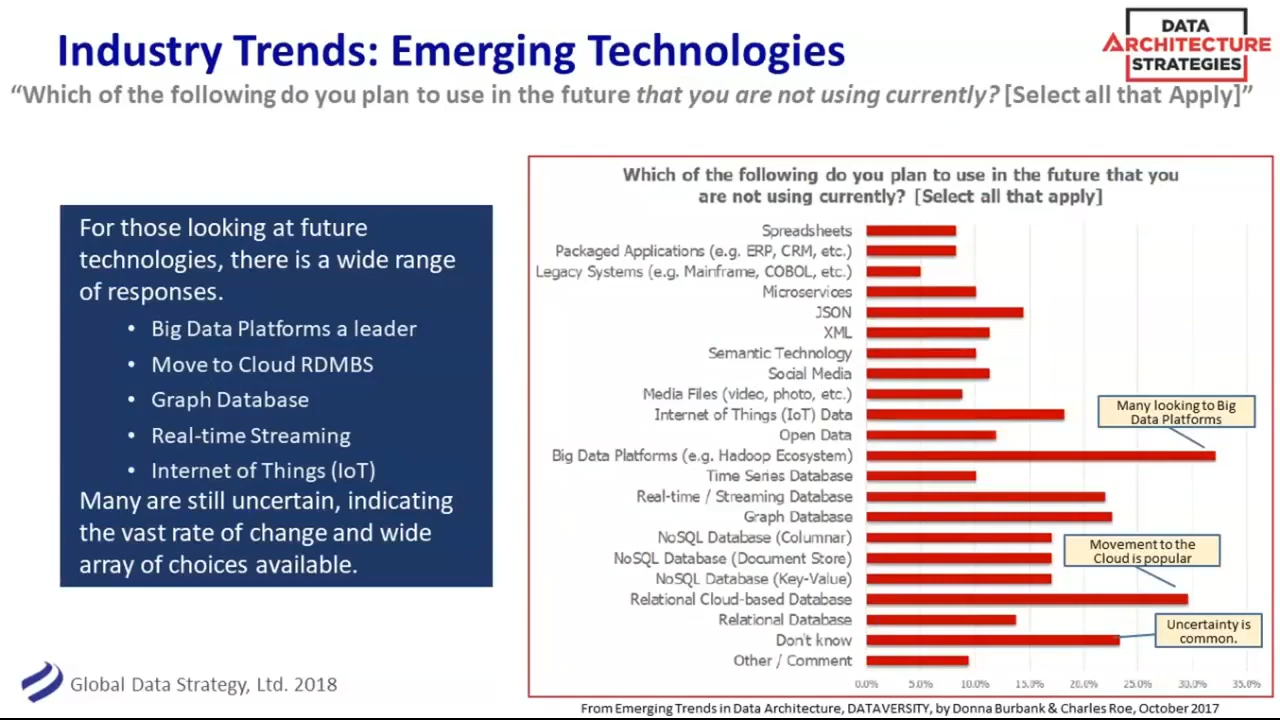 Industry Trends: Emerging Technologies
DATA
ARCHITECTURE
STRATEGIES
“Which of the following do you plan to use in the future that you are not using currently? [Select all that Apply]”
For those looking at future
technologies, there is a wide range
of responses.
• Big Data Platforms a leader
• Move to Cloud RDMBS
• Graph Database
• Real-time Streaming
• Internet of Things (IoT)
Many are still uncertain, indicating
the vast rate of change and wide
array of choices available.
Which of the following do you plan to use in the future that you
are not using currently? [Select all that apply]
Spreadsheets
Packaged Applications (e.g. ERP, CRM, etc.)
Legacy Systems (e.g. Mainframe, COBOL, etc.)
Microservices
JSON
XML
Semantic Technology
Social Media
Media Files (video, photo, etc.)
Internet of Things (IoT) Data
Open Data
Big Data Platforms (e.g. Hadoop Ecosystem)
Time Series Database
Real-time / Streaming Database
Graph Database
NoSQL Database (Columnar)
NoSQL Database (Document Store)
NoSQL Database (Key-Value)
Relational Cloud-based Database
Relational Database
Don't know
Other / Comment
Many looking to Big
Data Platforms
Movement to the
Cloud is popular
Uncertainty is
common.
0.0% 5.0% 10.0% 15.0% 20.0% 25.0% 30.0% 35.0%
Global Data Strategy, Ltd. 2018
From Emerging Trends in Data Architecture, DATAVERSITY, by Donna Burbank & Charles Roe, October 2017